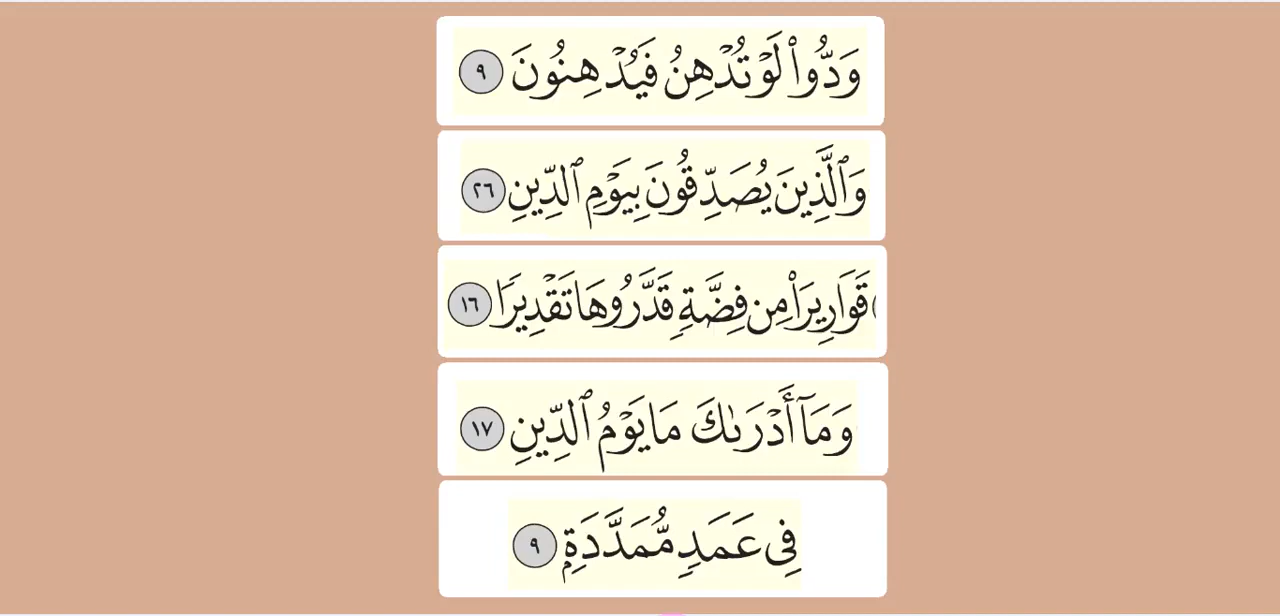 وَدُّوا۟ لَوْ تُدْهِنُ فَيُدْهِنُونَ ٩
وَٱلَّذِينَ يُصَدِّقُونَ بِيَوْمِ ٱلدِّينِ ٢٦
قَوَارِيرَا۟ مِن فِضَّةٍ قَدَّرُوهَا تَقْدِيرًا ١٦
وَمَآ أَدْرَىٰكَ مَا يَوْمُ ٱلدِّينِ ١٧
فِى عَمَدٍ مُّمَدَّدَةٍۭ ٩